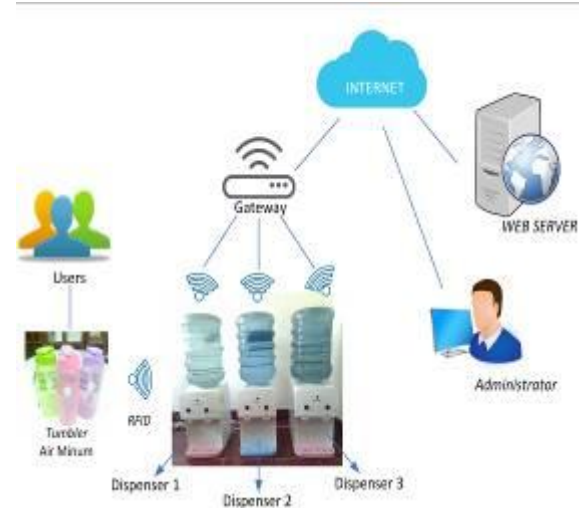 INTERNET
Gateway
WEB SERVER
Users
Administrator
RFID
Tumbler
Air Minum
Dispenser 1
Dispenser 2
Dispenser 3